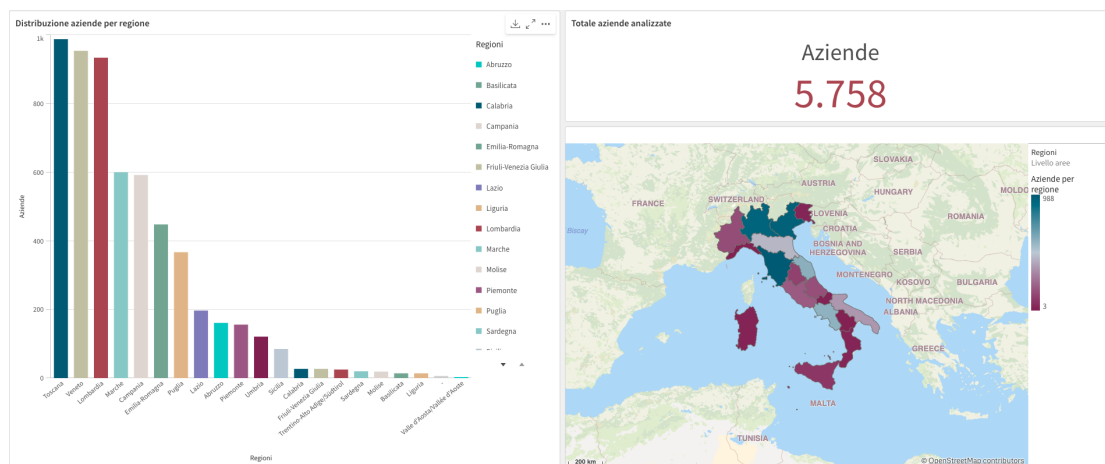 Distribuzione aziende per regione
1k
800
600
400
200
0
Aziende
Toscana
Veneto
Lombardia
Marche
Campania
Emilia-Romagna
Puglia
Lazio
Abruzzo
Piemonte
Umbria
Sicilia
Calabria
Friuli-Venezia Giulia
Trentino-Alto Adige/Südtirol
Sardegna
Molise
Basilicata
Liguria
-
Valle d'Aosta/Vallée d'Aoste
Regioni
Regioni
Abruzzo
Basilicata
Calabria
Campania
Emilia-Romagna
Friuli-Venezia Giulia
Lazio
Liguria
Lombardia
Marche
Molise
Piemonte
Puglia
Sardegna
Totale aziende analizzate
Aziende
5.758
SLOVAKIA
AUSTRIA
FRANCE
SWITZERLAND
HUNGARY
MOLDO
SLOVENIA
ROMANIA
CROATIA
Biscay
BOSNIA AND
HERZEGOVINA
SERBIA
MONTENEGRO
KOSOVO
BULGARIA
NORTH MACEDONIA
ALBANIA
GREECE
MALTA
TUNISIA
200 km
© OpenStreetMap contributors
Regioni
Livello aree
Aziende per
regione
988
3